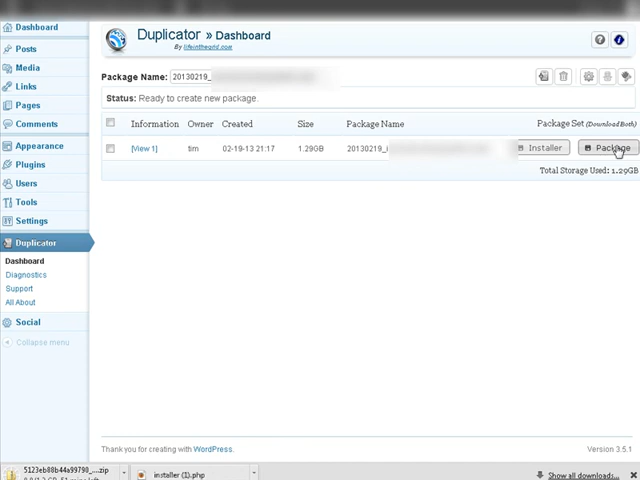 Dashboard
Posts
Media
Links
Pages
Comments
Appearance
Plugins
Users
Tools
Settings
Duplicator
Dashboard
Diagnostics
Support
All About
Social
Collapse menu
Duplicator » Dashboard
By lifeinthegrid.com
Package Name: 20130219_
Status: Ready to create new package.
Information Owner Created Size Package Name Package Set (Download Both)
[View 1] tim 02-19-13 21:17 1.29GB 20130219_ Installer Package
Total Storage Used: 1.29GB
Thank you for creating with WordPress. Version 3.5.1
5123eb88b44a99790_....zip
installer (1).php
Show all downloads...